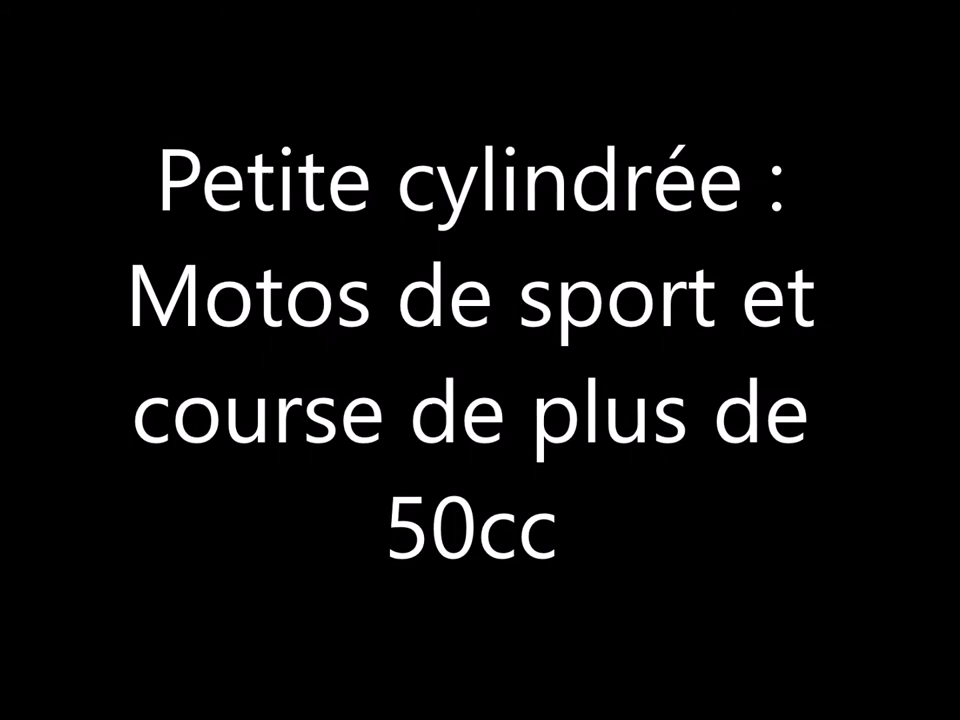 Petite cylindrée :
Motos de sport et
course de plus de
50cc